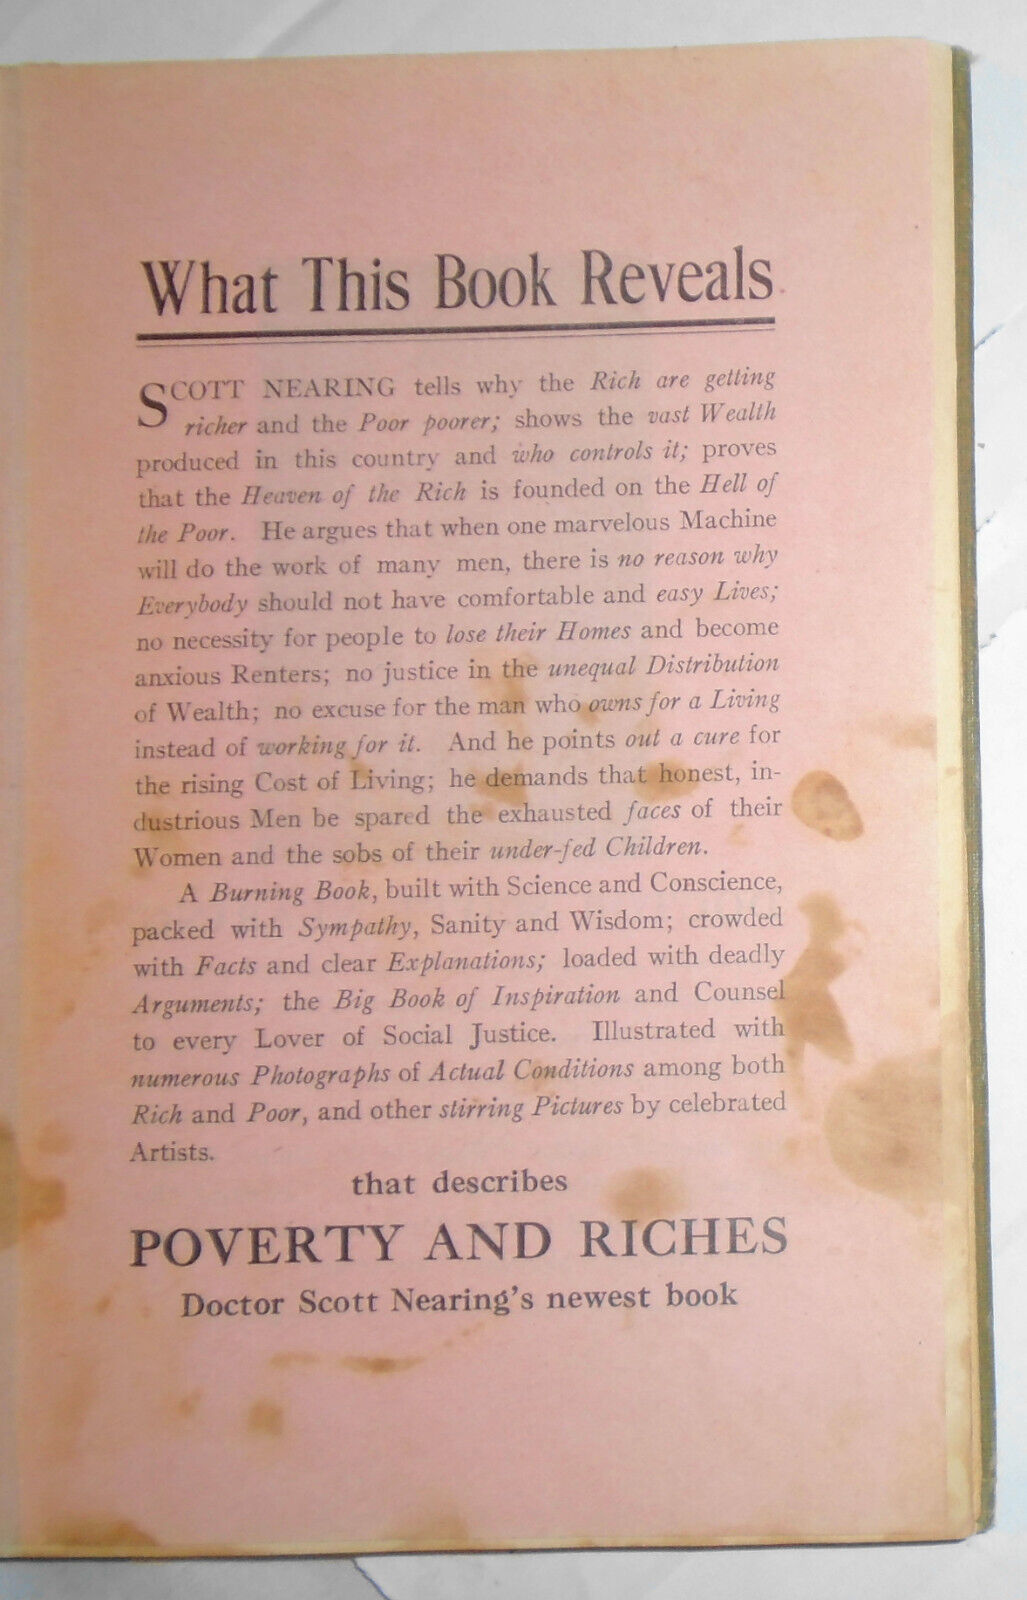 What This Book Reveals
SCOTT NEARING tells why the Rich are getting
richer and the Poor poorer; shows the vast Wealth
produced in this country and who controls it; proves
that the Heaven of the Rich is founded on the Hell of
the Poor. He argues that when one marvelous Machine
will do the work of many men, there is no reason why
Everybody should not have comfortable and easy Lives;
no necessity for people to lose their Homes and become
anxious Renters; no justice in the unequal Distribution
of Wealth; no excuse for the man who owns for a Living
instead of working for it. And he points out a cure for
the rising Cost of Living; he demands that honest, in-
dustrious Men be spared the exhausted faces of their
Women and the sobs of their under-fed Children.
A Burning Book, built with Science and Conscience,
packed with Sympathy, Sanity and Wisdom; crowded
with Facts and clear Explanations; loaded with deadly
Arguments; the Big Book of Inspiration and Counsel
to every Lover of Social Justice. Illustrated with
numerous Photographs of Actual Conditions among both
Rich and Poor, and other stirring Pictures by celebrated
Artists.
that describes
POVERTY AND RICHES
Doctor Scott Nearing's newest book